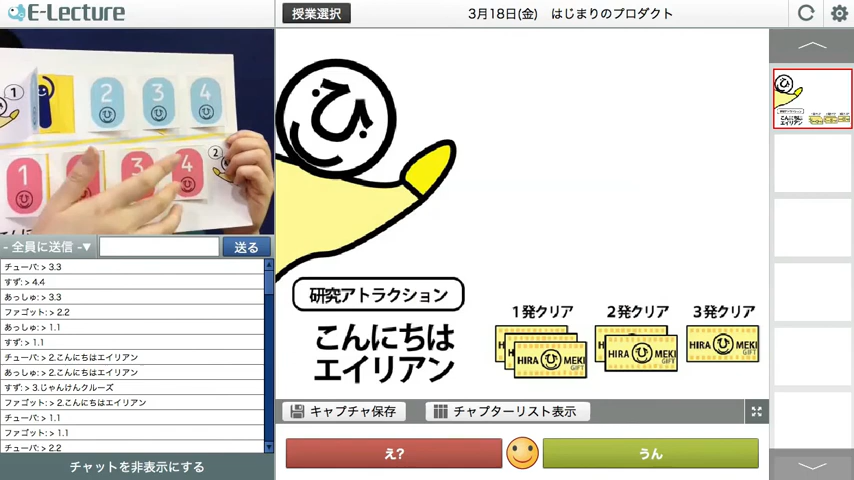 E-Lecture
授業選択
3月18日(金) はじまりのプロダクト
1
2
3
4
1
3
4
2
- 全員に送信 -▼
送る
チューバ: > 3.3
すず: > 4.4
あっしゅ: > 3.3
ファゴット: > 2.2
あっしゅ: > 1.1
すず: > 1.1
チューバ: > 2.こんにちはエイリアン
あっしゅ: > 2.こんにちはエイリアン
すず: > 3.じゃんけんクルーズ
ファゴット: > 2.こんにちはエイリアン
チューバ: > 1.1
ファゴット: > 1.1
チューバ: > 2.2
チャットを非表示にする
ひ
研究アトラクション
こんにちは
エイリアン
1発クリア
2発クリア
3発クリア
HIRA MEKI
GIFT
HIRA MEKI
GIFT
HIRA MEKI
GIFT
キャプチャ保存
チャプターリスト表示
え?
うん
こんにちは
エイリアン